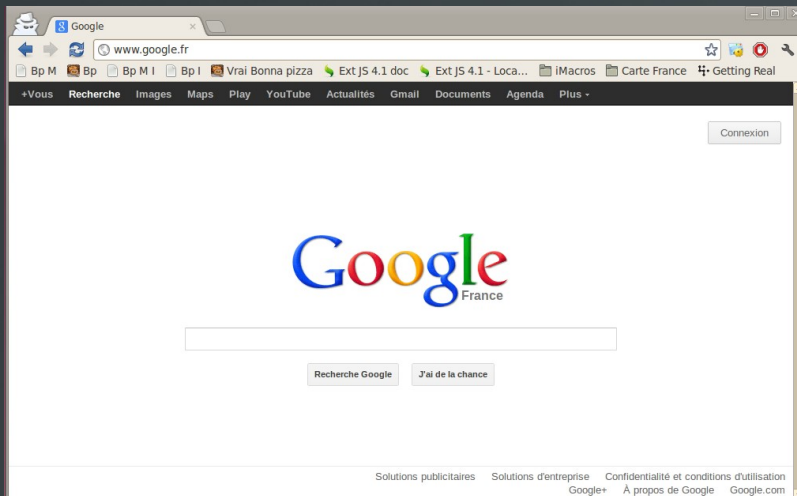 Google
www.google.fr
Bp M Bp Bp M I Bp I Vrai Bonna pizza Ext JS 4.1 doc Ext JS 4.1 - Loca... iMacros Carte France Getting Real
+Vous Recherche Images Maps Play YouTube Actualités Gmail Documents Agenda Plus
Connexion
Google
France
Recherche Google J'ai de la chance
Solutions publicitaires Solutions d'entreprise Confidentialité et conditions d'utilisation
Google+ À propos de Google Google.com